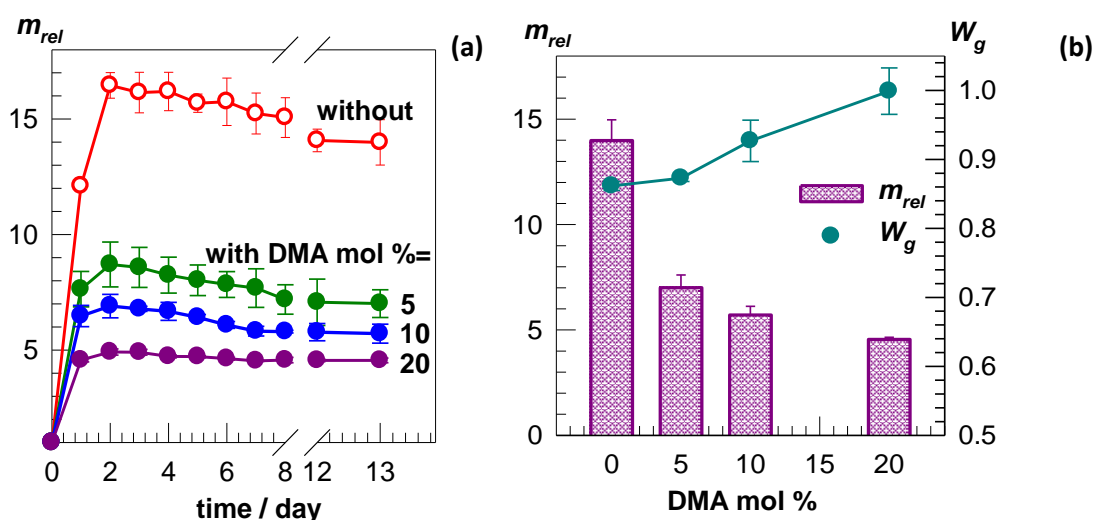 m_rel
(a)
15
10
5
without
with DMA mol %=
5
10
20
0 2 4 6 8 12 13
time / day
m_rel
W_g
(b)
15
10
5
0
1.0
0.9
0.8
0.7
0.6
0.5
m_rel
W_g
0 5 10 15 20
DMA mol %